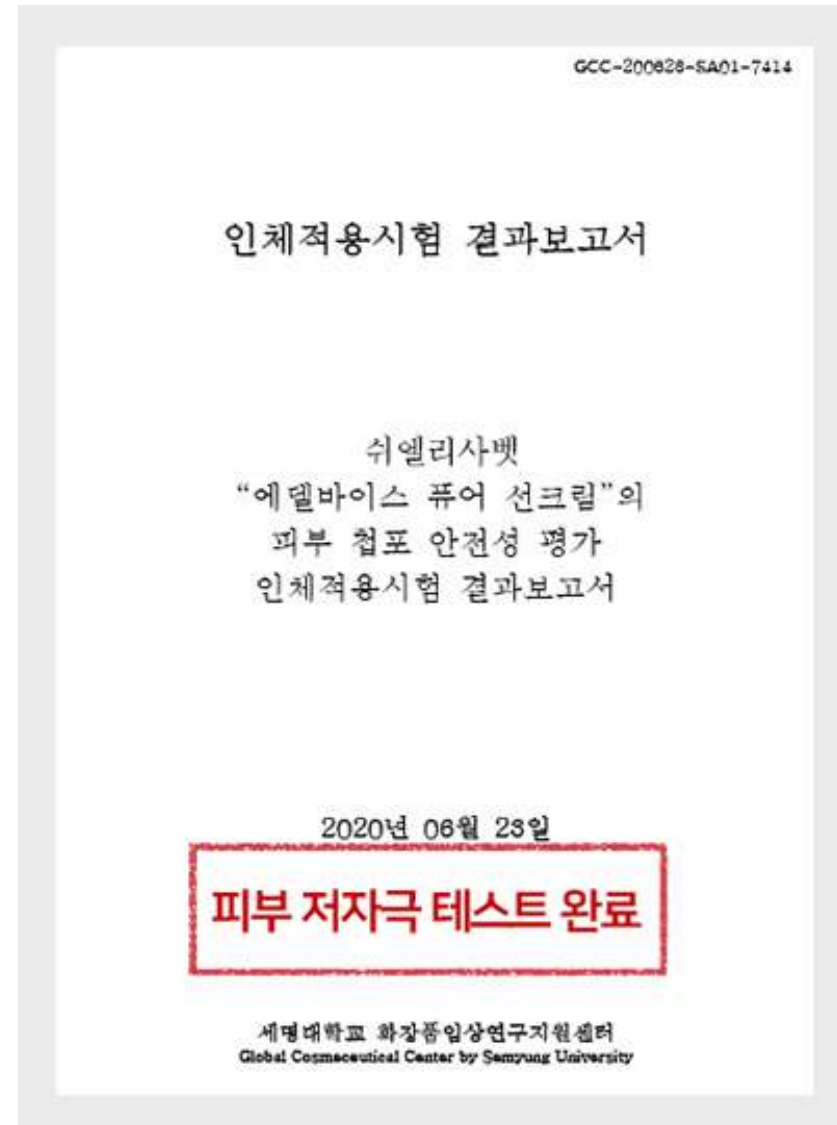 GCC-200623-SA01-7414
인체적용시험 결과보고서
쉬엘리사벳
“에델바이스 퓨어 선크림”의
피부 첩포 안전성 평가
인체적용시험 결과보고서
2020년 06월 23일
피부 저자극 테스트 완료
세명대학교 화장품임상연구지원센터
Global Cosmeceutical Center by Semyung University